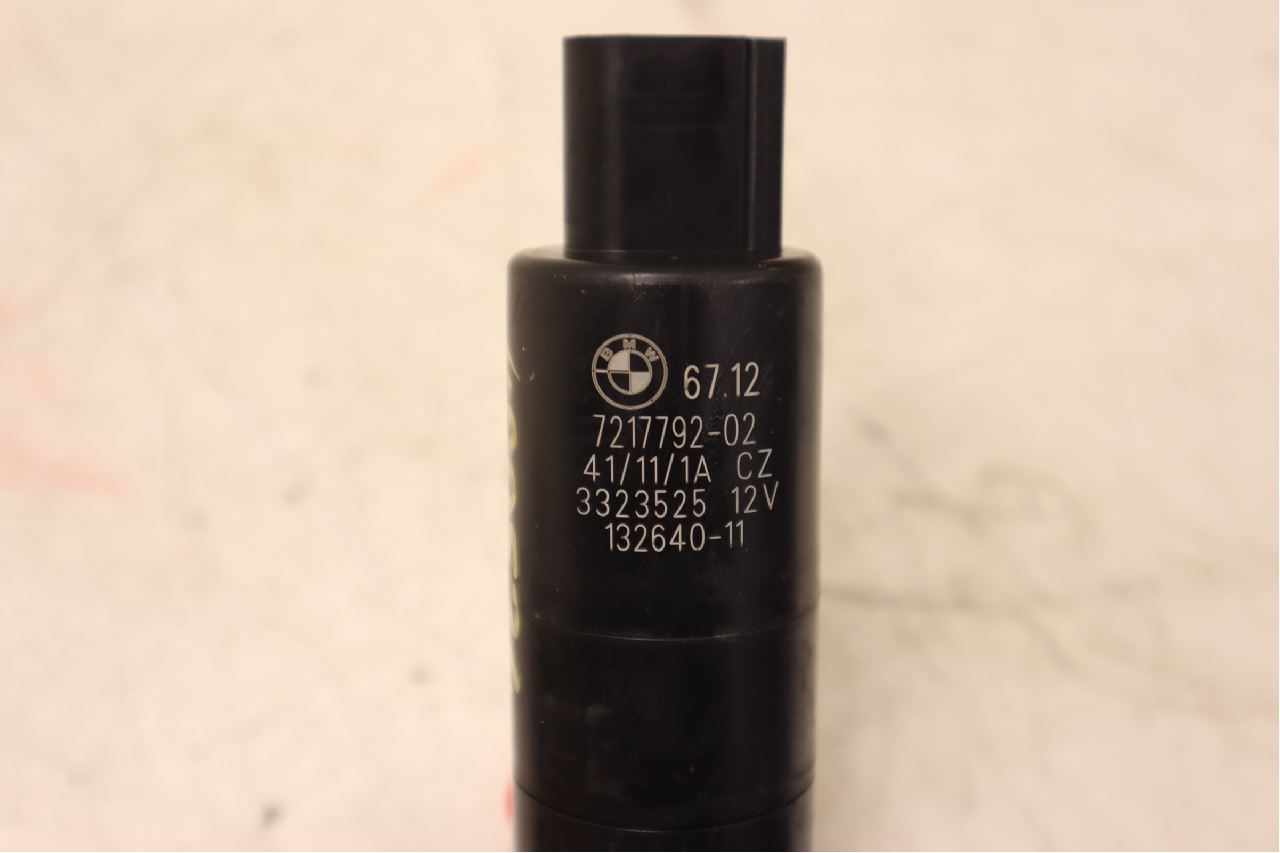 BMW 67.12
7217792-02
41/11/1A CZ
3323525 12V
132640-11